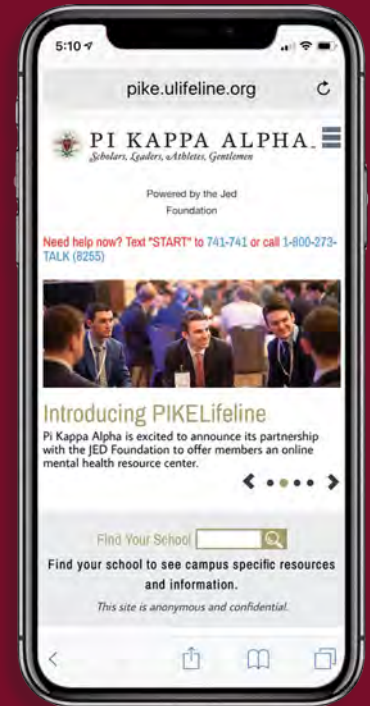 5:10
pike.ulifeline.org
PI KAPPA ALPHA
Scholars, Leaders, Athletes, Gentlemen
Powered by the Jed
Foundation
Need help now? Text "START" to 741-741 or call 1-800-273-
TALK (8255)
Introducing PIKELifeline
Pi Kappa Alpha is excited to announce its partnership
with the JED Foundation to offer members an online
mental health resource center.
Find Your School
Find your school to see campus specific resources
and information.
This site is anonymous and confidential.